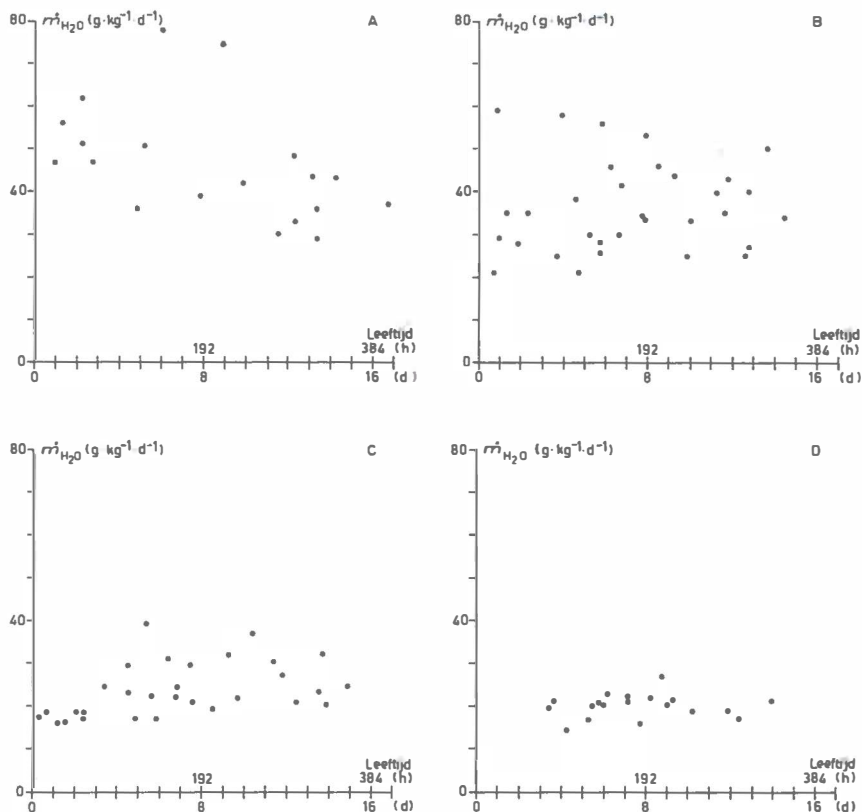 80 ṁH₂O (g·kg⁻¹·d⁻¹) A
40
Leeftijd
192 384 (h)
0
0 8 16 (d)
80 ṁH₂O (g·kg⁻¹·d⁻¹) B
40
Leeftijd
192 384 (h)
0
0 8 16 (d)
80 ṁH₂O (g kg⁻¹·d⁻¹) C
40
Leeftijd
192 384 (h)
0
0 8 16 (d)
80 ṁH₂O (g·kg⁻¹·d⁻¹) D
40
Leeftijd
192 384 (h)
0
0 8 16 (d)